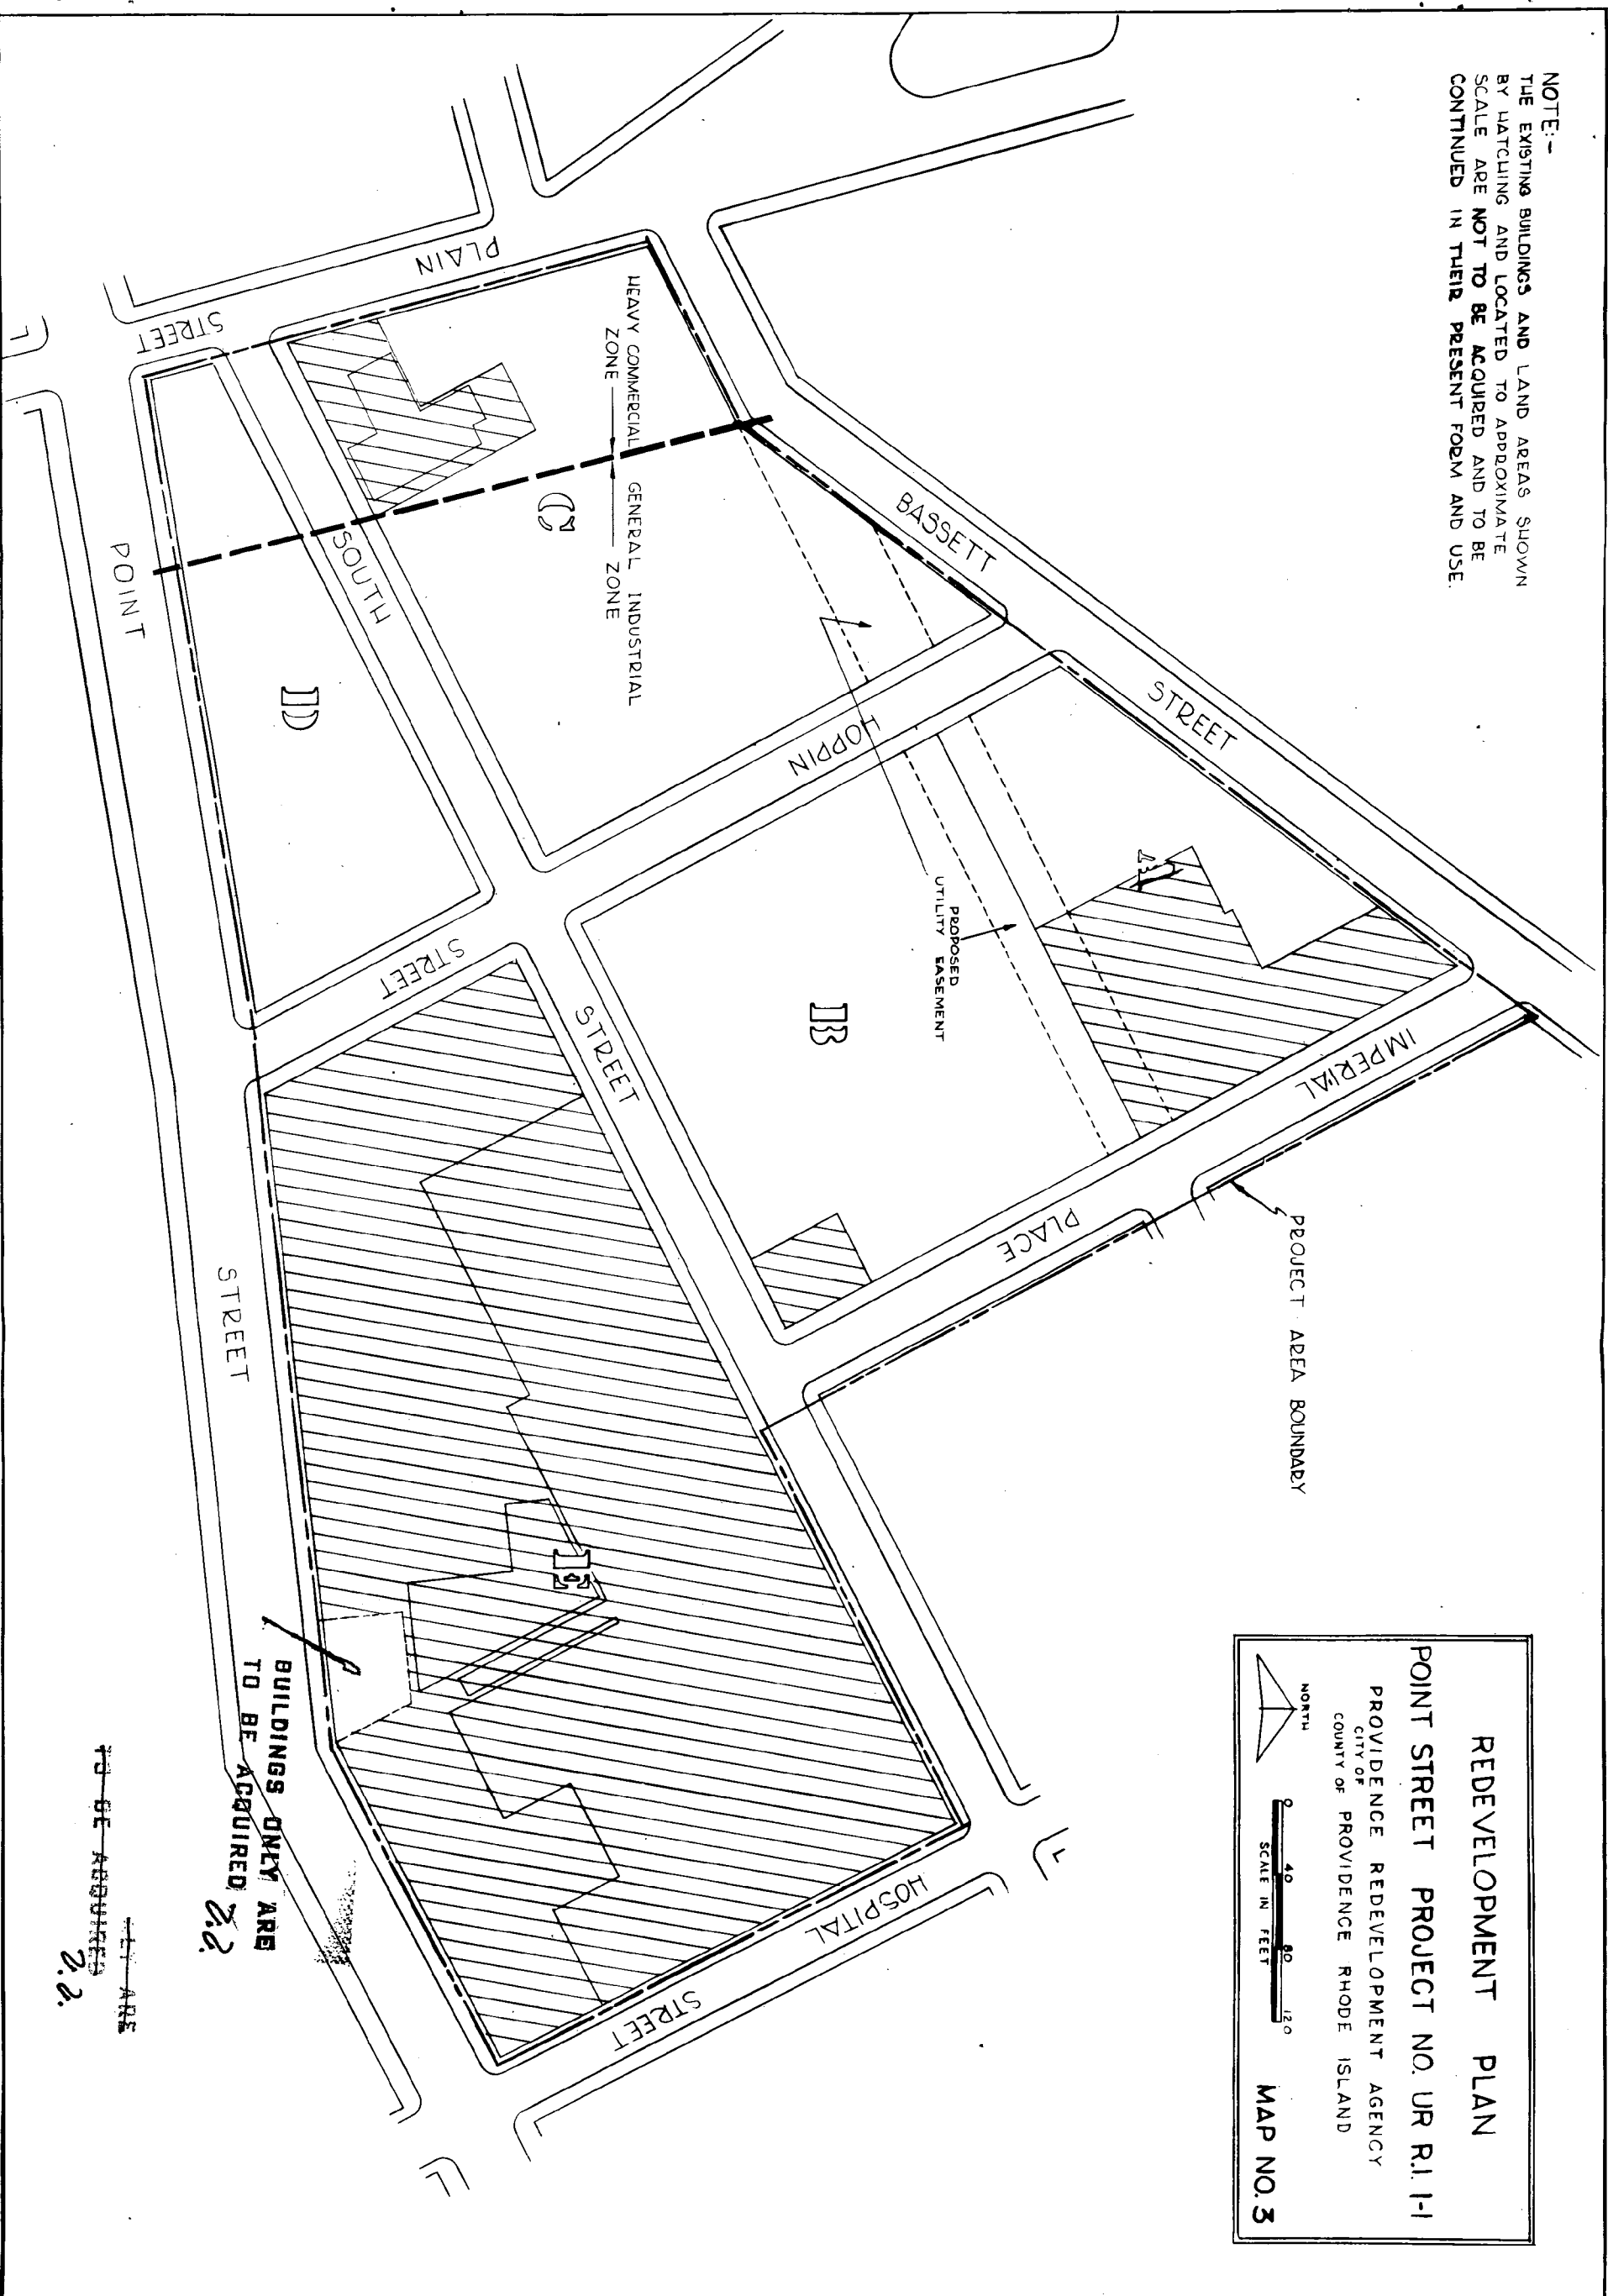 NOTE:-
THE EXISTING BUILDINGS AND LAND AREAS SHOWN
BY HATCHING AND LOCATED TO APPROXIMATE
SCALE ARE NOT TO BE ACQUIRED AND TO BE
CONTINUED IN THEIR PRESENT FORM AND USE.
REDEVELOPMENT PLAN
POINT STREET PROJECT NO. UR R.I. 1-1
PROVIDENCE REDEVELOPMENT AGENCY
CITY OF
COUNTY OF PROVIDENCE RHODE ISLAND
NORTH
0 40 80 120
SCALE IN FEET
MAP NO. 3
PROJECT AREA BOUNDARY
BASSETT
STREET
IMPERIAL
PLACE
A
PROPOSED
UTILITY EASEMENT
B
HOPPIN
STREET
HEAVY COMMERCIAL
ZONE
GENERAL INDUSTRIAL
ZONE
C
PLAIN
STREET
SOUTH
STREET
D
E
POINT
STREET
HOSPITAL
STREET
BUILDINGS ONLY ARE
TO BE ACQUIRED
ARE
TO BE ACQUIRED